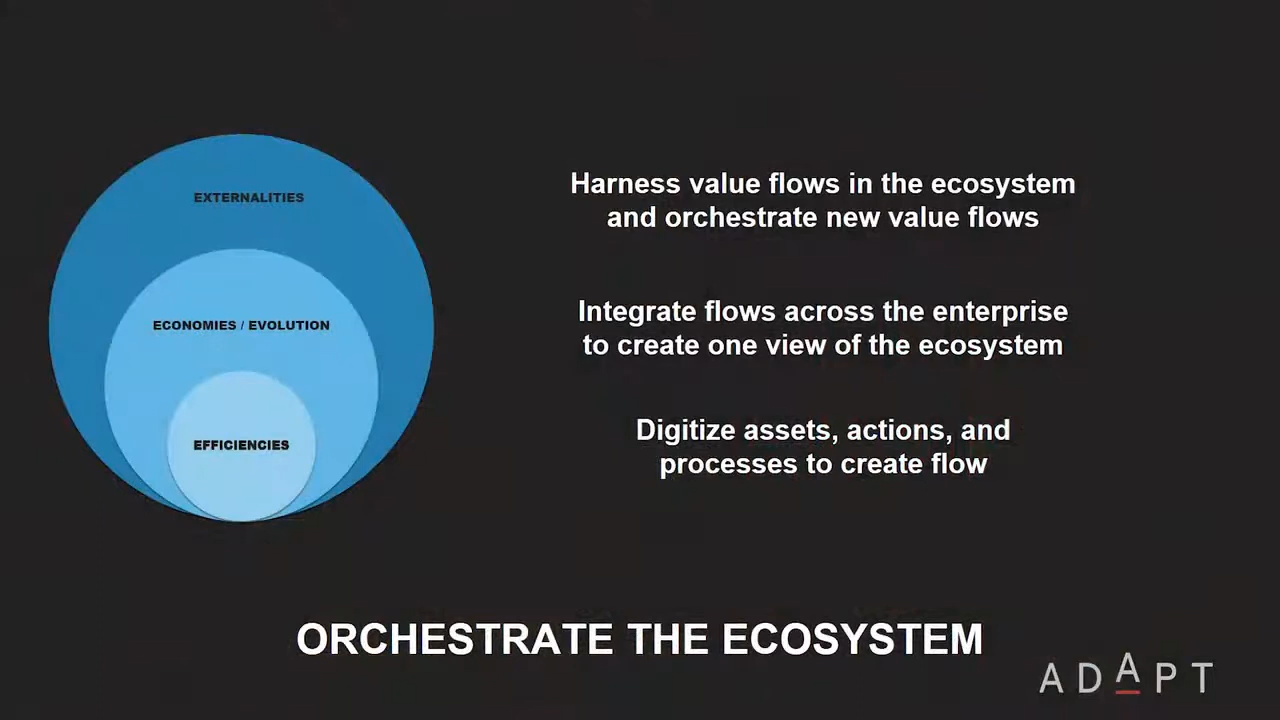 EXTERNALITIES
Harness value flows in the ecosystem
and orchestrate new value flows
ECONOMIES / EVOLUTION
Integrate flows across the enterprise
to create one view of the ecosystem
EFFICIENCIES
Digitize assets, actions, and
processes to create flow
ORCHESTRATE THE ECOSYSTEM
ADAPT